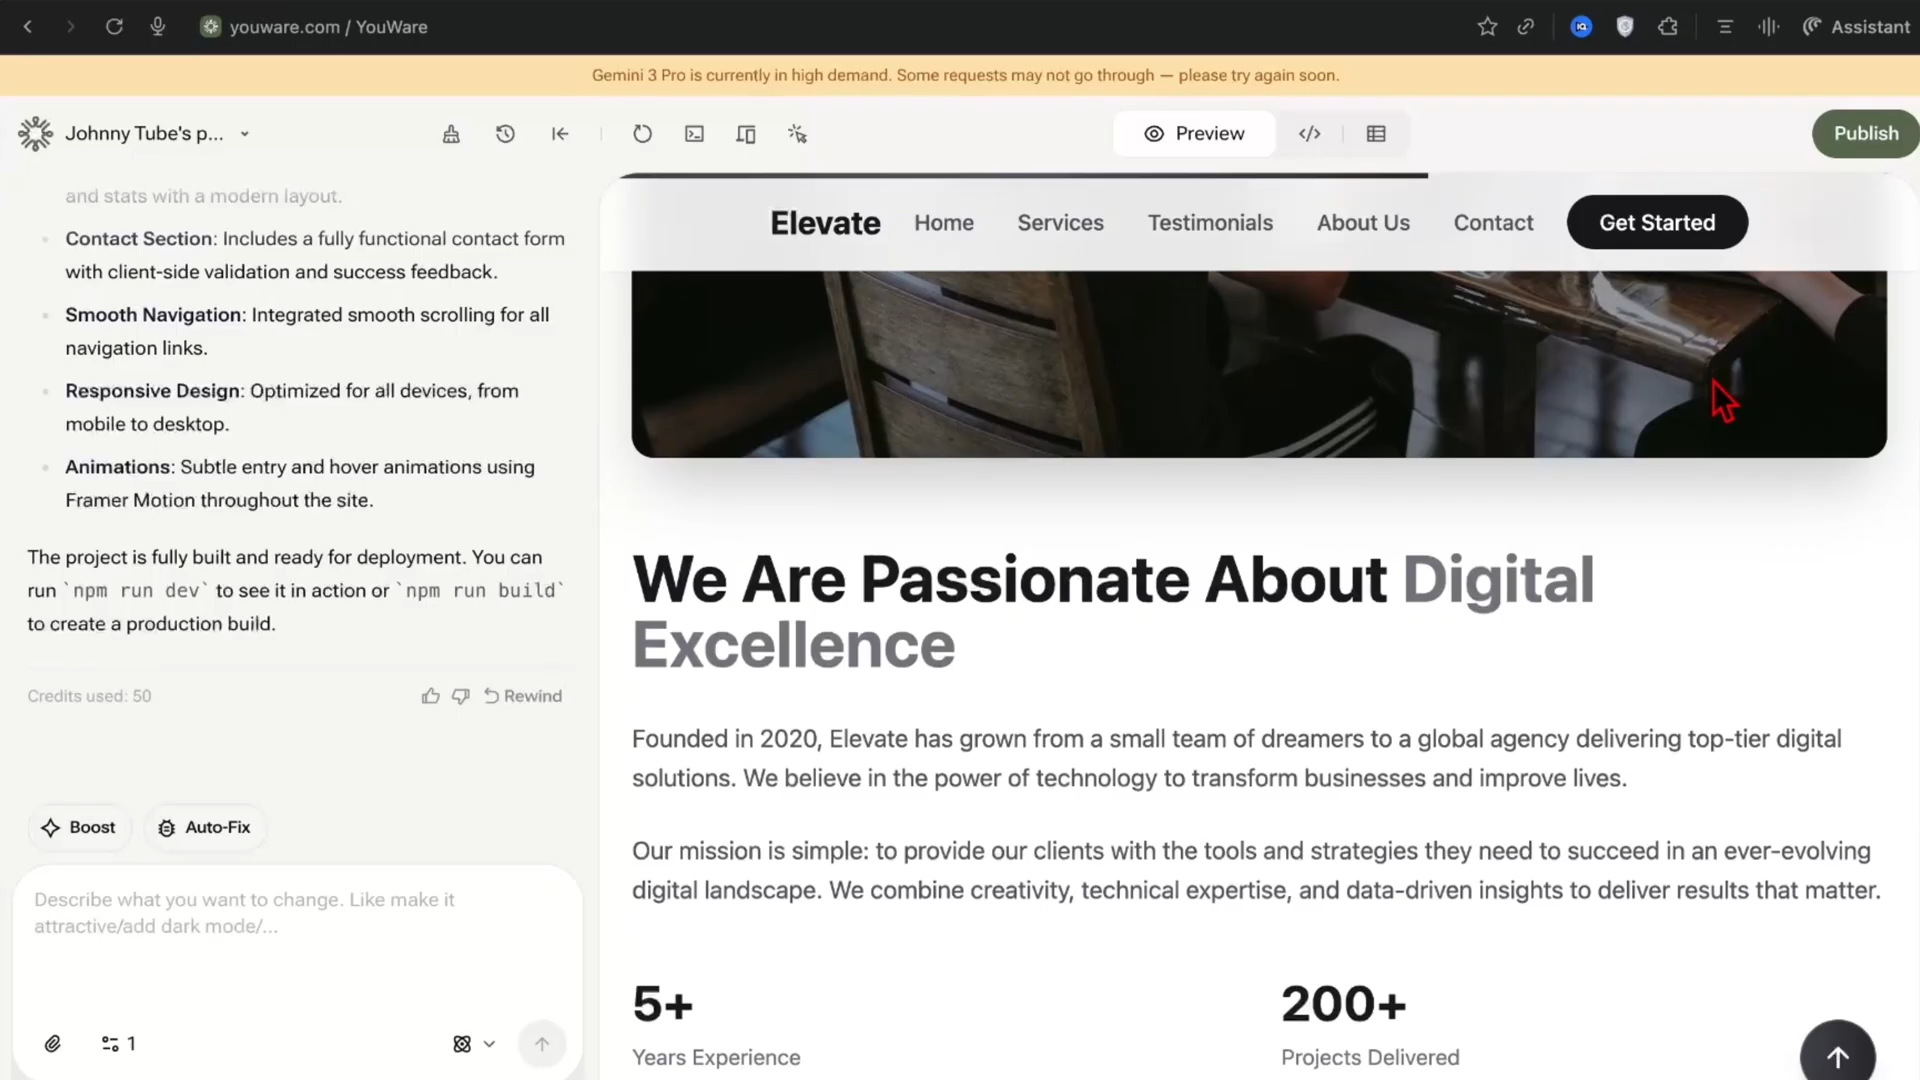 youware.com / YouWare
Assistant
Gemini 3 Pro is currently in high demand. Some requests may not go through — please try again soon.
Johnny Tube's p...
Preview
Publish
and stats with a modern layout.
Contact Section: Includes a fully functional contact form
with client-side validation and success feedback.
Smooth Navigation: Integrated smooth scrolling for all
navigation links.
Responsive Design: Optimized for all devices, from
mobile to desktop.
Animations: Subtle entry and hover animations using
Framer Motion throughout the site.
The project is fully built and ready for deployment. You can
run `npm run dev` to see it in action or `npm run build`
to create a production build.
Credits used: 50
Rewind
Boost
Auto-Fix
Describe what you want to change. Like make it
attractive/add dark mode/...
1
Elevate
Home
Services
Testimonials
About Us
Contact
Get Started
We Are Passionate About Digital
Excellence
Founded in 2020, Elevate has grown from a small team of dreamers to a global agency delivering top-tier digital
solutions. We believe in the power of technology to transform businesses and improve lives.
Our mission is simple: to provide our clients with the tools and strategies they need to succeed in an ever-evolving
digital landscape. We combine creativity, technical expertise, and data-driven insights to deliver results that matter.
5+
Years Experience
200+
Projects Delivered